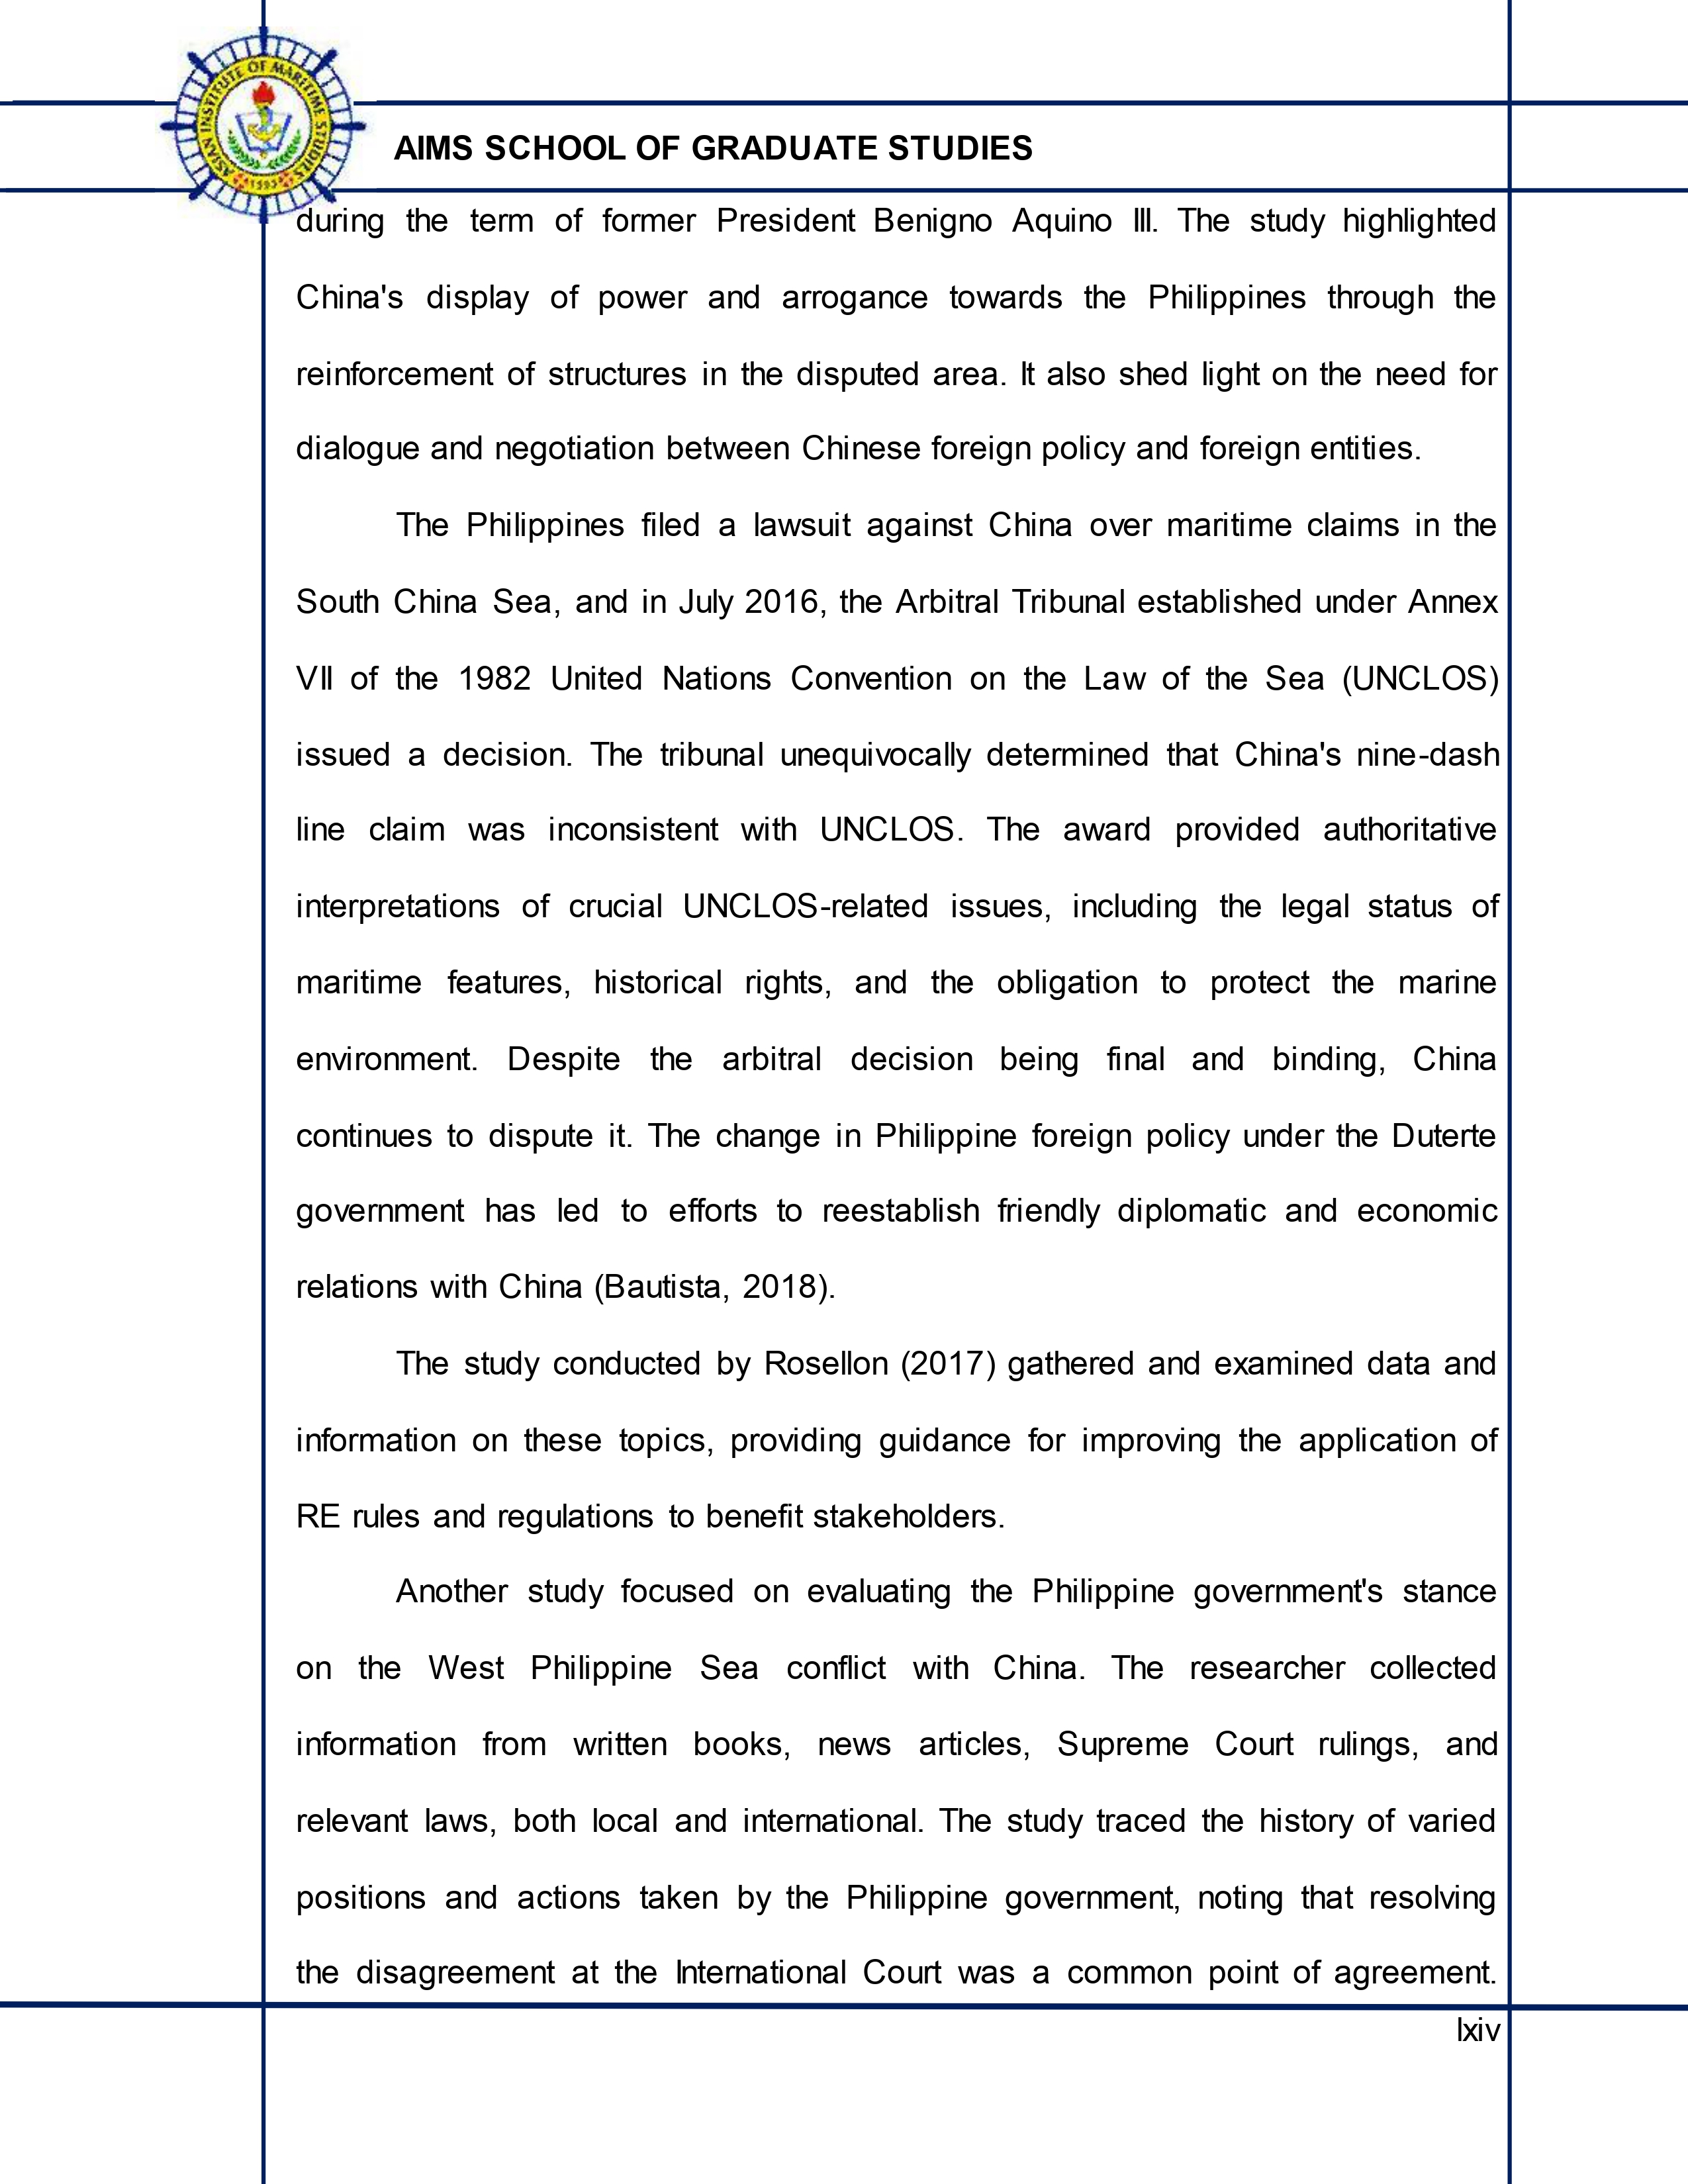 ASIAN INSTITUTE OF MARITIME STUDIES
1993
AIMS SCHOOL OF GRADUATE STUDIES
during the term of former President Benigno Aquino III. The study highlighted
China's display of power and arrogance towards the Philippines through the
reinforcement of structures in the disputed area. It also shed light on the need for
dialogue and negotiation between Chinese foreign policy and foreign entities.
The Philippines filed a lawsuit against China over maritime claims in the
South China Sea, and in July 2016, the Arbitral Tribunal established under Annex
VII of the 1982 United Nations Convention on the Law of the Sea (UNCLOS)
issued a decision. The tribunal unequivocally determined that China's nine-dash
line claim was inconsistent with UNCLOS. The award provided authoritative
interpretations of crucial UNCLOS-related issues, including the legal status of
maritime features, historical rights, and the obligation to protect the marine
environment. Despite the arbitral decision being final and binding, China
continues to dispute it. The change in Philippine foreign policy under the Duterte
government has led to efforts to reestablish friendly diplomatic and economic
relations with China (Bautista, 2018).
The study conducted by Rosellon (2017) gathered and examined data and
information on these topics, providing guidance for improving the application of
RE rules and regulations to benefit stakeholders.
Another study focused on evaluating the Philippine government's stance
on the West Philippine Sea conflict with China. The researcher collected
information from written books, news articles, Supreme Court rulings, and
relevant laws, both local and international. The study traced the history of varied
positions and actions taken by the Philippine government, noting that resolving
the disagreement at the International Court was a common point of agreement.
lxiv